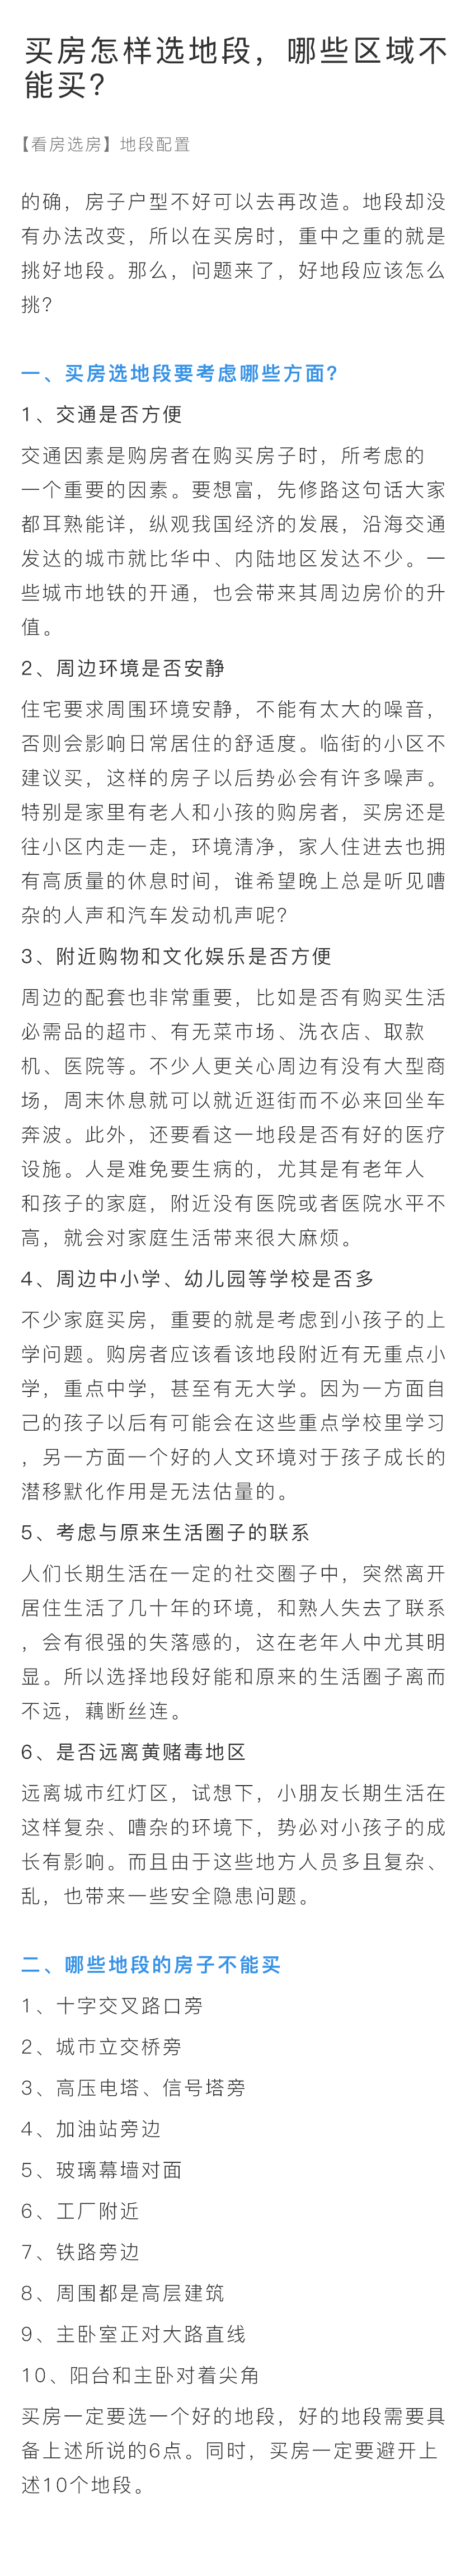 买房怎样选地段，哪些区域不
能买？
【看房选房】地段配置
的确，房子户型不好可以去再改造。地段却没
有办法改变，所以在买房时，重中之重的就是
挑好地段。那么，问题来了，好地段应该怎么
挑？
一、买房选地段要考虑哪些方面？
1、交通是否方便
交通因素是购房者在购买房子时，所考虑的
一个重要的因素。要想富，先修路这句话大家
都耳熟能详，纵观我国经济的发展，沿海交通
发达的城市就比华中、内陆地区发达不少。一
些城市地铁的开通，也会带来其周边房价的升
值。
2、周边环境是否安静
住宅要求周围环境安静，不能有太大的噪音，
否则会影响日常居住的舒适度。临街的小区不
建议买，这样的房子以后势必会有许多噪声。
特别是家里有老人和小孩的购房者，买房还是
往小区内走一走，环境清净，家人住进去也拥
有高质量的休息时间，谁希望晚上总是听见嘈
杂的人声和汽车发动机声呢？
3、附近购物和文化娱乐是否方便
周边的配套也非常重要，比如是否有购买生活
必需品的超市、有无菜市场、洗衣店、取款
机、医院等。不少人更关心周边有没有大型商
场，周末休息就可以就近逛街而不必来回坐车
奔波。此外，还要看这一地段是否有好的医疗
设施。人是难免要生病的，尤其是有老年人
和孩子的家庭，附近没有医院或者医院水平不
高，就会对家庭生活带来很大麻烦。
4、周边中小学、幼儿园等学校是否多
不少家庭买房，重要的就是考虑到小孩子的上
学问题。购房者应该看该地段附近有无重点小
学，重点中学，甚至有无大学。因为一方面自
己的孩子以后有可能会在这些重点学校里学习
，另一方面一个好的人文环境对于孩子成长的
潜移默化作用是无法估量的。
5、考虑与原来生活圈子的联系
人们长期生活在一定的社交圈子中，突然离开
居住生活了几十年的环境，和熟人失去了联系
，会有很强的失落感的，这在老年人中尤其明
显。所以选择地段好能和原来的生活圈子离而
不远，藕断丝连。
6、是否远离黄赌毒地区
远离城市红灯区，试想下，小朋友长期生活在
这样复杂、嘈杂的环境下，势必对小孩子的成
长有影响。而且由于这些地方人员多且复杂、
乱，也带来一些安全隐患问题。
二、哪些地段的房子不能买
1、十字交叉路口旁
2、城市立交桥旁
3、高压电塔、信号塔旁
4、加油站旁边
5、玻璃幕墙对面
6、工厂附近
7、铁路旁边
8、周围都是高层建筑
9、主卧室正对大路直线
10、阳台和主卧对着尖角
买房一定要选一个好的地段，好的地段需要具
备上述所说的6点。同时，买房一定要避开上
述10个地段。